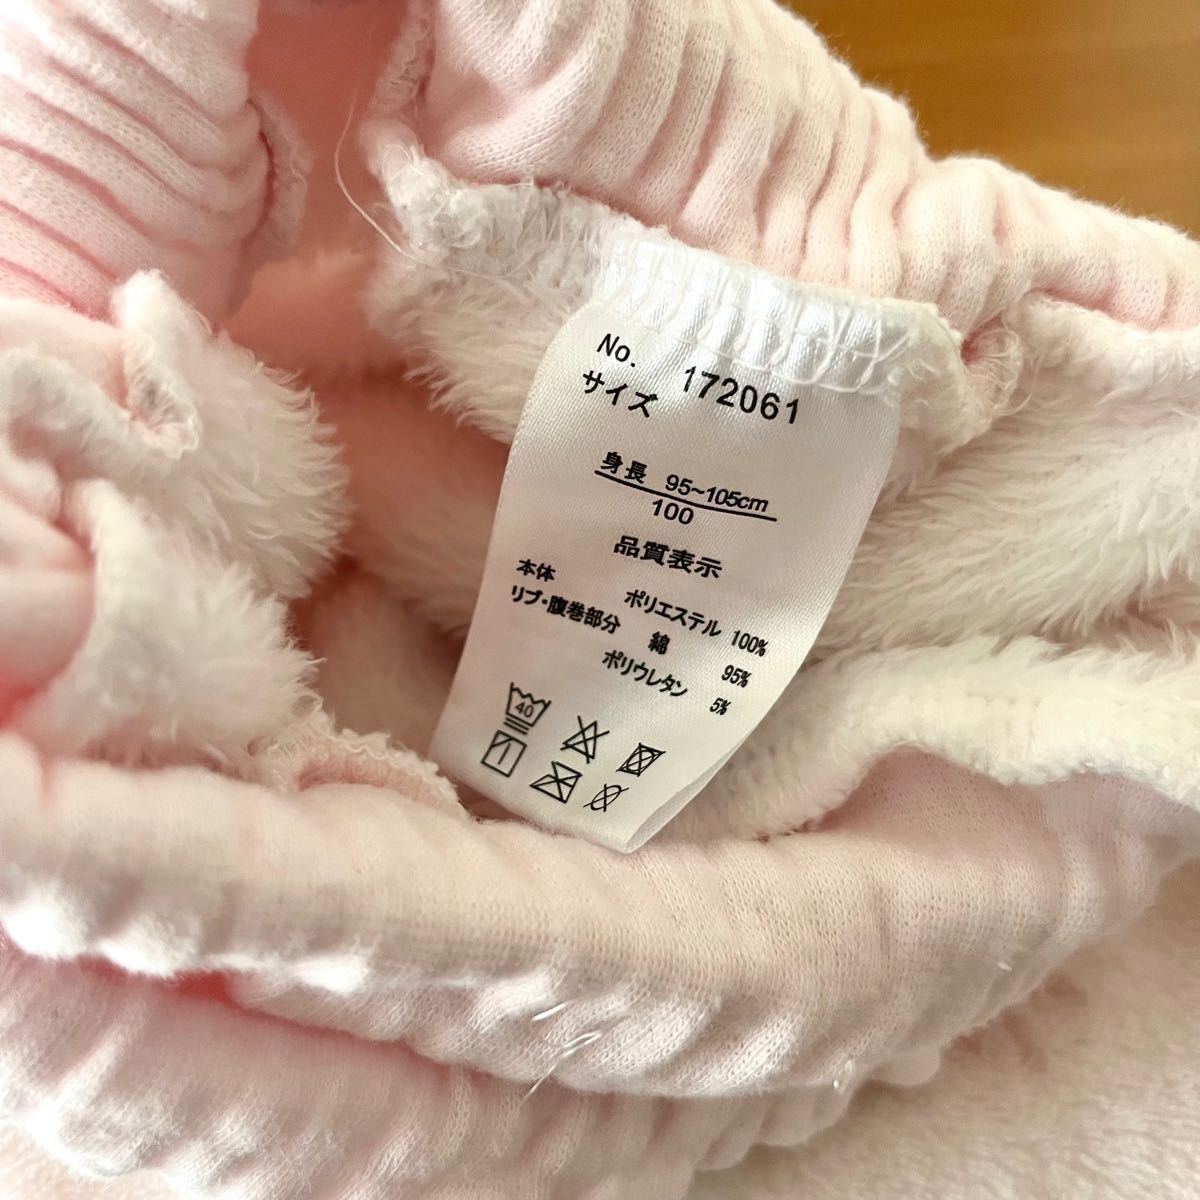 No. 172061
サイズ
身長 95~105cm
100
品質表示
本体 ポリエステル 100%
リブ・腹巻部分 綿 95%
ポリウレタン 5%
40